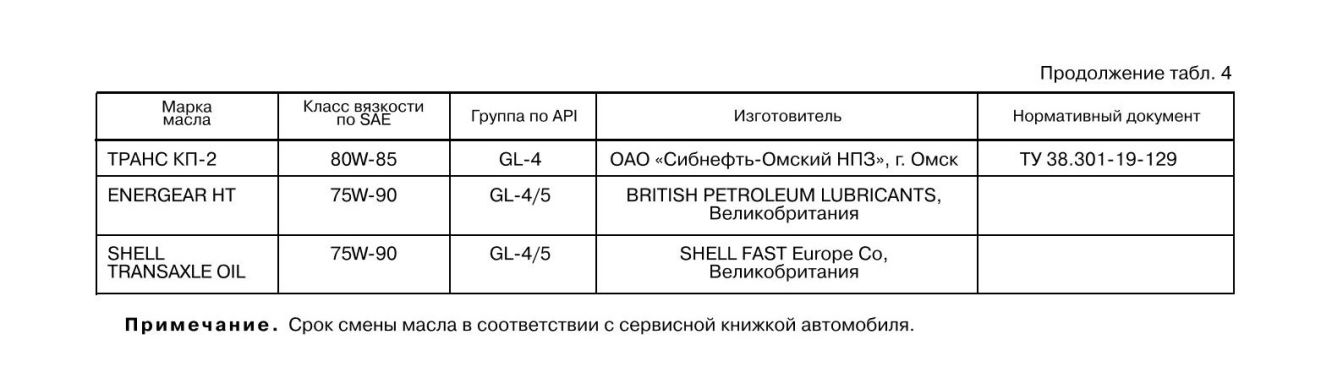 Продолжение табл. 4
Марка масла | Класс вязкости по SAE | Группа по API | Изготовитель | Нормативный документ
ТРАНС КП-2 | 80W-85 | GL-4 | ОАО «Сибнефть-Омский НПЗ», г. Омск | ТУ 38.301-19-129
ENERGEAR HT | 75W-90 | GL-4/5 | BRITISH PETROLEUM LUBRICANTS, Великобритания
SHELL TRANSAXLE OIL | 75W-90 | GL-4/5 | SHELL FAST Europe Co, Великобритания
Примечание. Срок смены масла в соответствии с сервисной книжкой автомобиля.